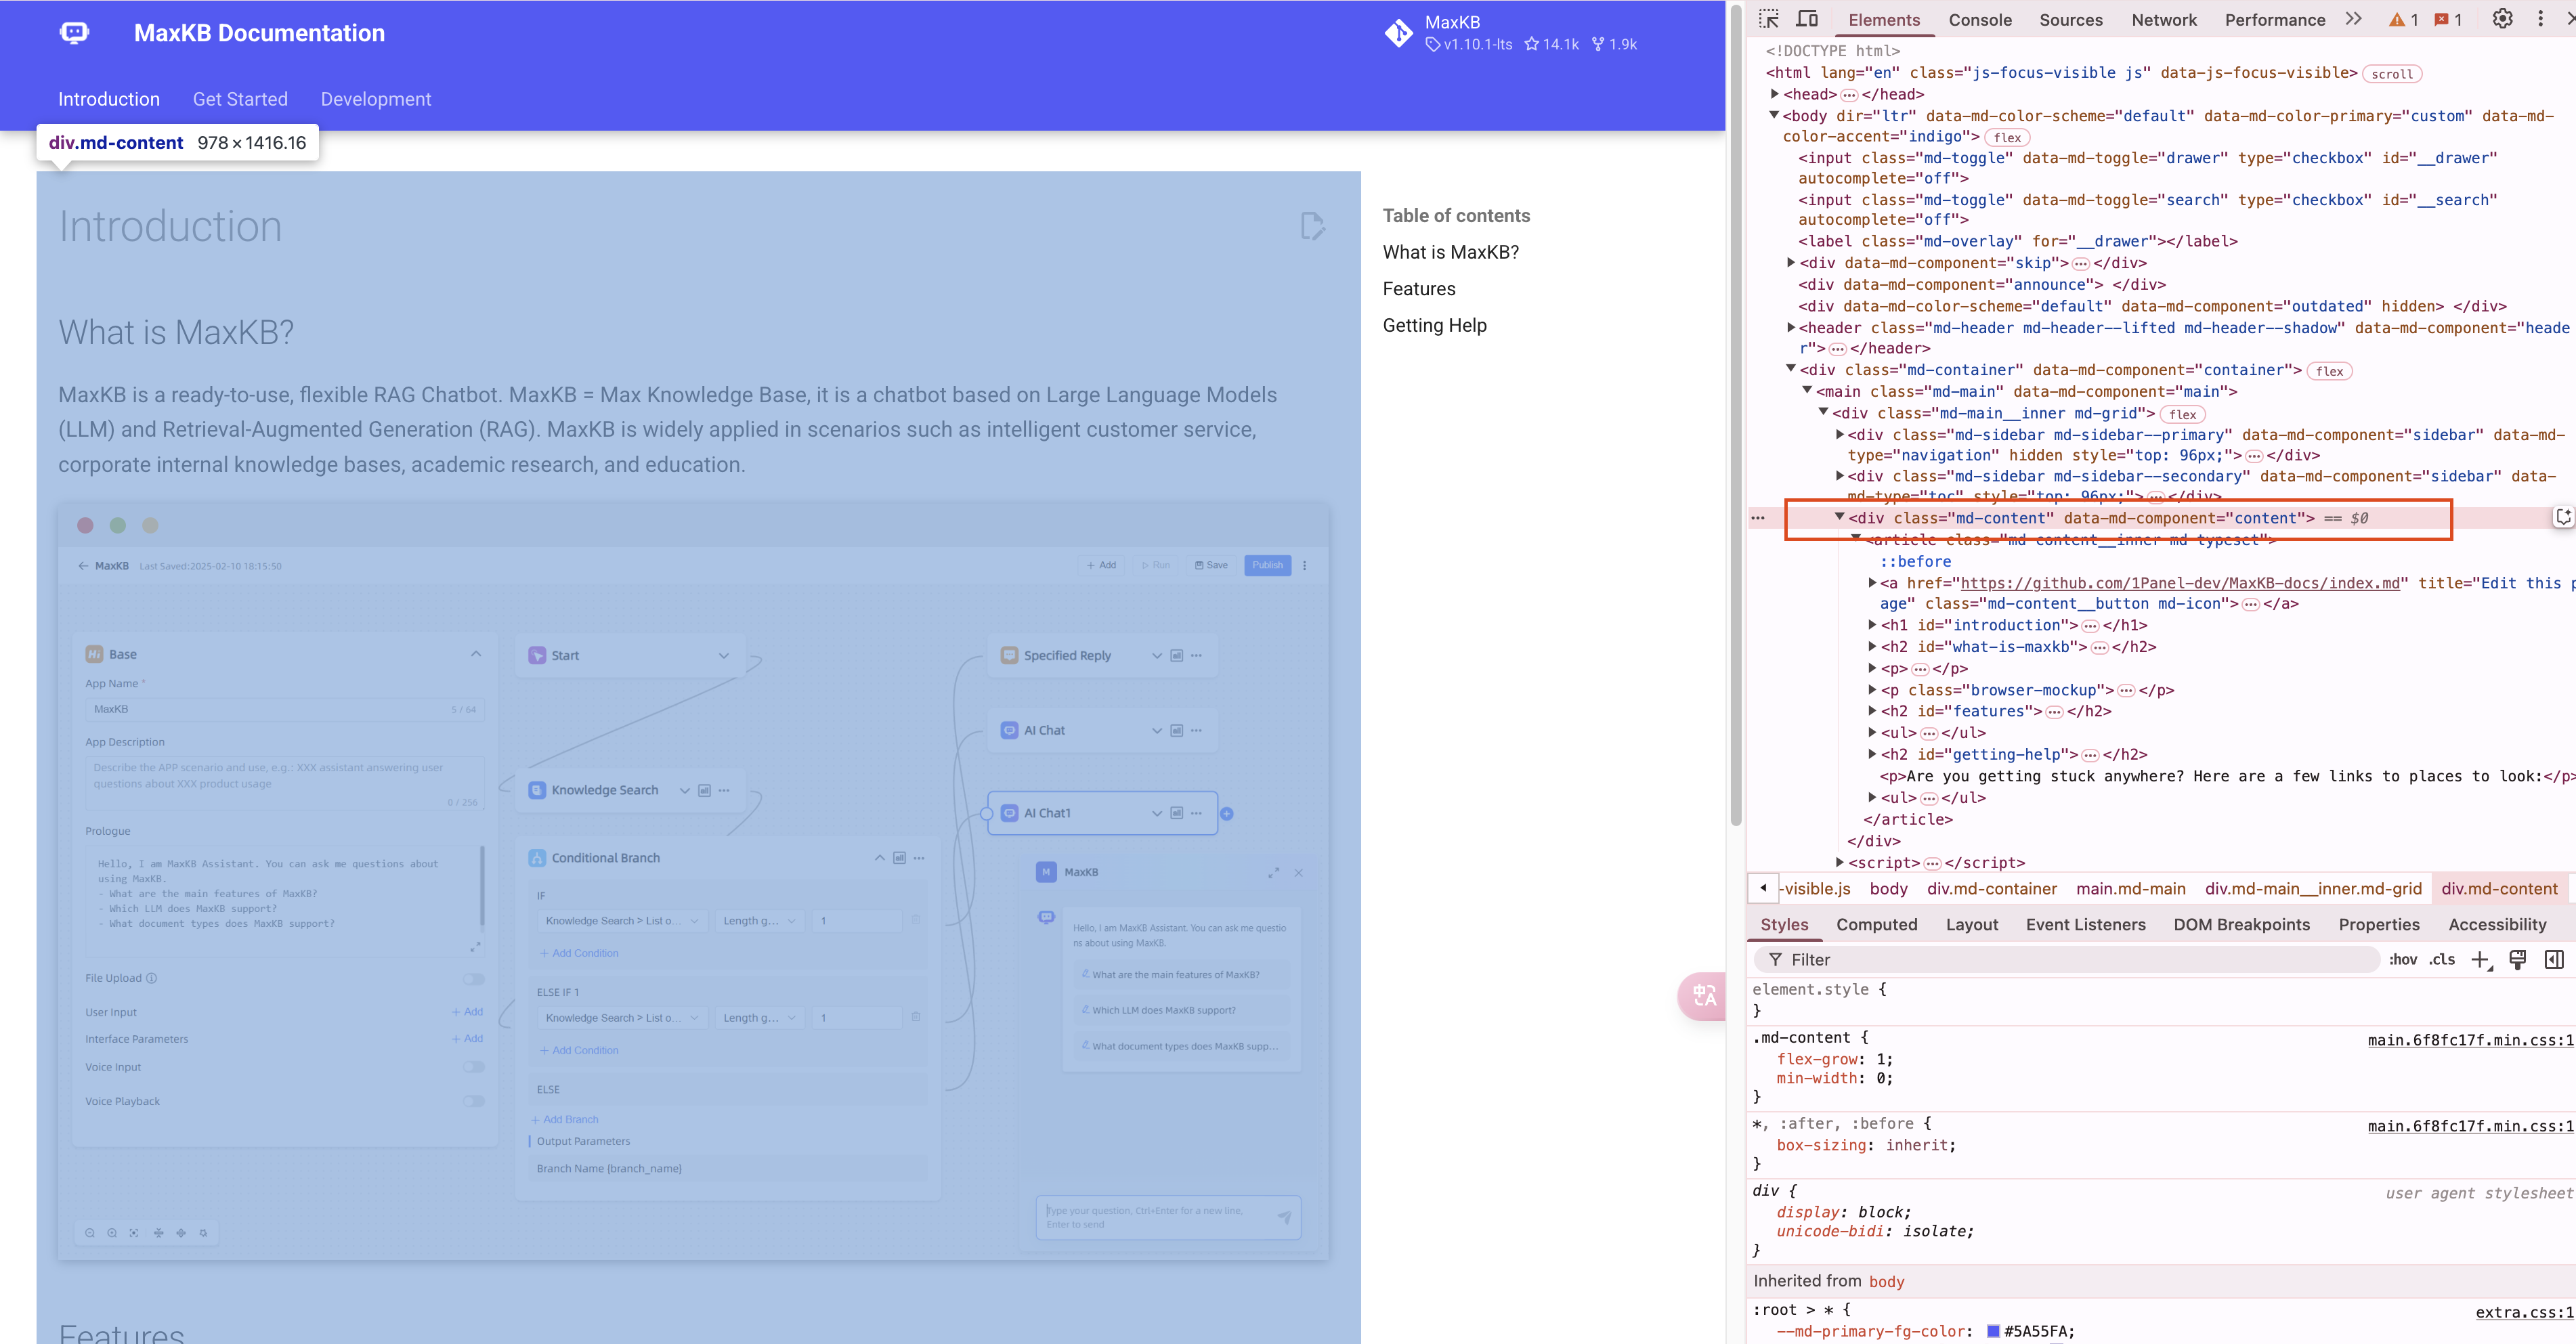 MaxKB Documentation
MaxKB
v1.10.1-lts 14.1k 1.9k
Introduction Get Started Development
div.md-content 978 × 1416.16
Introduction
What is MaxKB?
MaxKB is a ready-to-use, flexible RAG Chatbot. MaxKB = Max Knowledge Base, it is a chatbot based on Large Language Models
(LLM) and Retrieval-Augmented Generation (RAG). MaxKB is widely applied in scenarios such as intelligent customer service,
corporate internal knowledge bases, academic research, and education.
MaxKB Last Saved:2025-02-10 18:15:50
+ Add Run Save Publish
Hi Base
App Name *
MaxKB 5 / 64
App Description
Describe the APP scenario and use, e.g.: XXX assistant answering user
questions about XXX product usage
0 / 256
Prologue
Hello, I am MaxKB Assistant. You can ask me questions about
using MaxKB.
- What are the main features of MaxKB?
- Which LLM does MaxKB support?
- What document types does MaxKB support?
File Upload
User Input + Add
Interface Parameters + Add
Voice Input
Voice Playback
Start
Knowledge Search
Conditional Branch
IF
Knowledge Search > List o... Length g... 1
+ Add Condition
ELSE IF 1
Knowledge Search > List o... Length g... 1
+ Add Condition
ELSE
+ Add Branch
Output Parameters
Branch Name {branch_name}
Specified Reply
AI Chat
AI Chat1
M MaxKB
Hello, I am MaxKB Assistant. You can ask me questio
ns about using MaxKB.
What are the main features of MaxKB?
Which LLM does MaxKB support?
What document types does MaxKB supp...
Type your question, Ctrl+Enter for a new line,
Enter to send
Features
Table of contents
What is MaxKB?
Features
Getting Help
中A
Elements Console Sources Network Performance 1 1
<!DOCTYPE html>
<html lang="en" class="js-focus-visible js" data-js-focus-visible> scroll
<head> ... </head>
<body dir="ltr" data-md-color-scheme="default" data-md-color-primary="custom" data-md-
color-accent="indigo"> flex
<input class="md-toggle" data-md-toggle="drawer" type="checkbox" id="__drawer"
autocomplete="off">
<input class="md-toggle" data-md-toggle="search" type="checkbox" id="__search"
autocomplete="off">
<label class="md-overlay" for="__drawer"></label>
<div data-md-component="skip"> ... </div>
<div data-md-component="announce"> </div>
<div data-md-color-scheme="default" data-md-component="outdated" hidden> </div>
<header class="md-header md-header--lifted md-header--shadow" data-md-component="heade
r"> ... </header>
<div class="md-container" data-md-component="container"> flex
<main class="md-main" data-md-component="main">
<div class="md-main__inner md-grid"> flex
<div class="md-sidebar md-sidebar--primary" data-md-component="sidebar" data-md-
type="navigation" hidden style="top: 96px;"> ... </div>
<div class="md-sidebar md-sidebar--secondary" data-md-component="sidebar" data-
md-type="toc" style="top: 96px;"> ... </div>
<div class="md-content" data-md-component="content"> == $0
<article class="md-content__inner md-typeset">
::before
<a href="https://github.com/1Panel-dev/MaxKB-docs/index.md" title="Edit this p
age" class="md-content__button md-icon"> ... </a>
<h1 id="introduction"> ... </h1>
<h2 id="what-is-maxkb"> ... </h2>
<p> ... </p>
<p class="browser-mockup"> ... </p>
<h2 id="features"> ... </h2>
<ul> ... </ul>
<h2 id="getting-help"> ... </h2>
<p>Are you getting stuck anywhere? Here are a few links to places to look:</p>
<ul> ... </ul>
</article>
</div>
<script> ... </script>
-visible.js body div.md-container main.md-main div.md-main__inner.md-grid div.md-content
Styles Computed Layout Event Listeners DOM Breakpoints Properties Accessibility
Filter :hov .cls
element.style {
}
.md-content { main.6f8fc17f.min.css:1
flex-grow: 1;
min-width: 0;
}
*, :after, :before { main.6f8fc17f.min.css:1
box-sizing: inherit;
}
div { user agent stylesheet
display: block;
unicode-bidi: isolate;
}
Inherited from body
:root > * { extra.css:1
--md-primary-fg-color: #5A55FA;